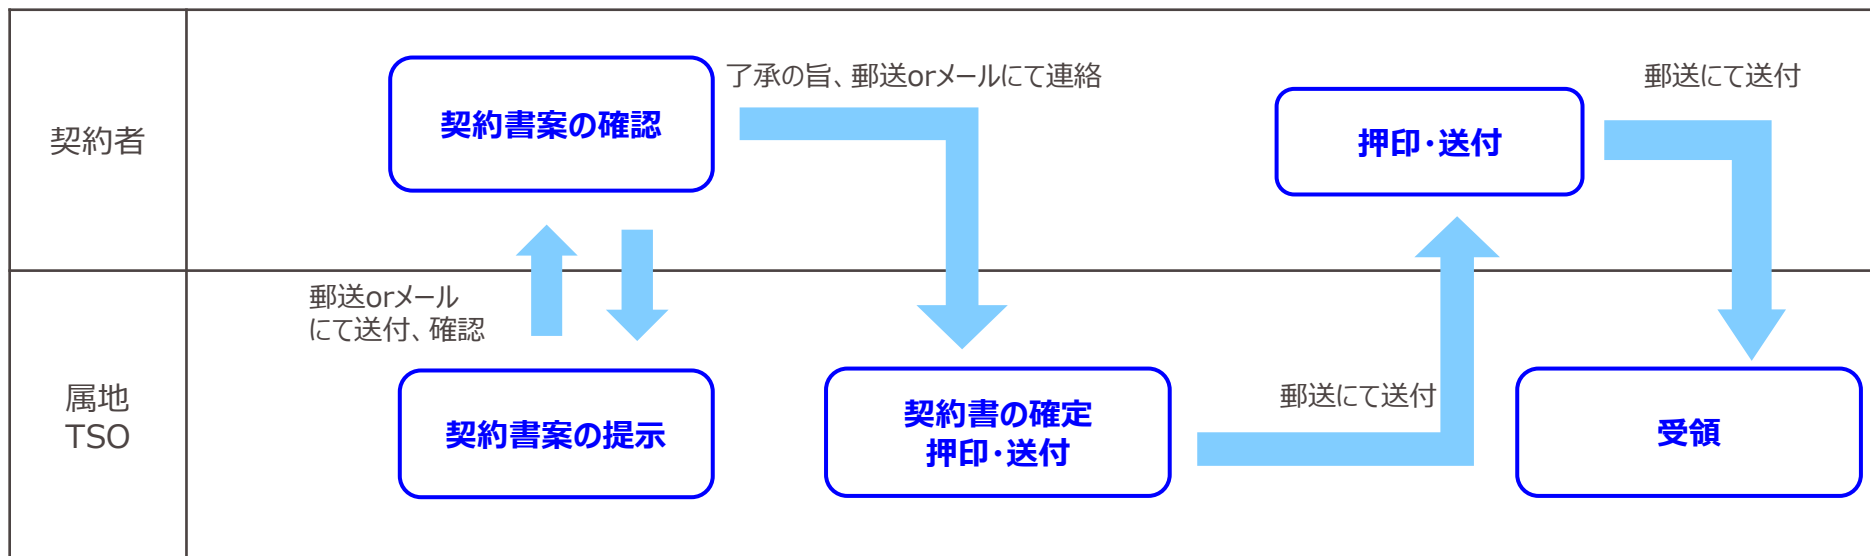 契約者
契約書案の確認
了承の旨、郵送orメールにて連絡
押印・送付
郵送にて送付
属地
TSO
郵送orメール
にて送付、確認
契約書案の提示
契約書の確定
押印・送付
郵送にて送付
受領